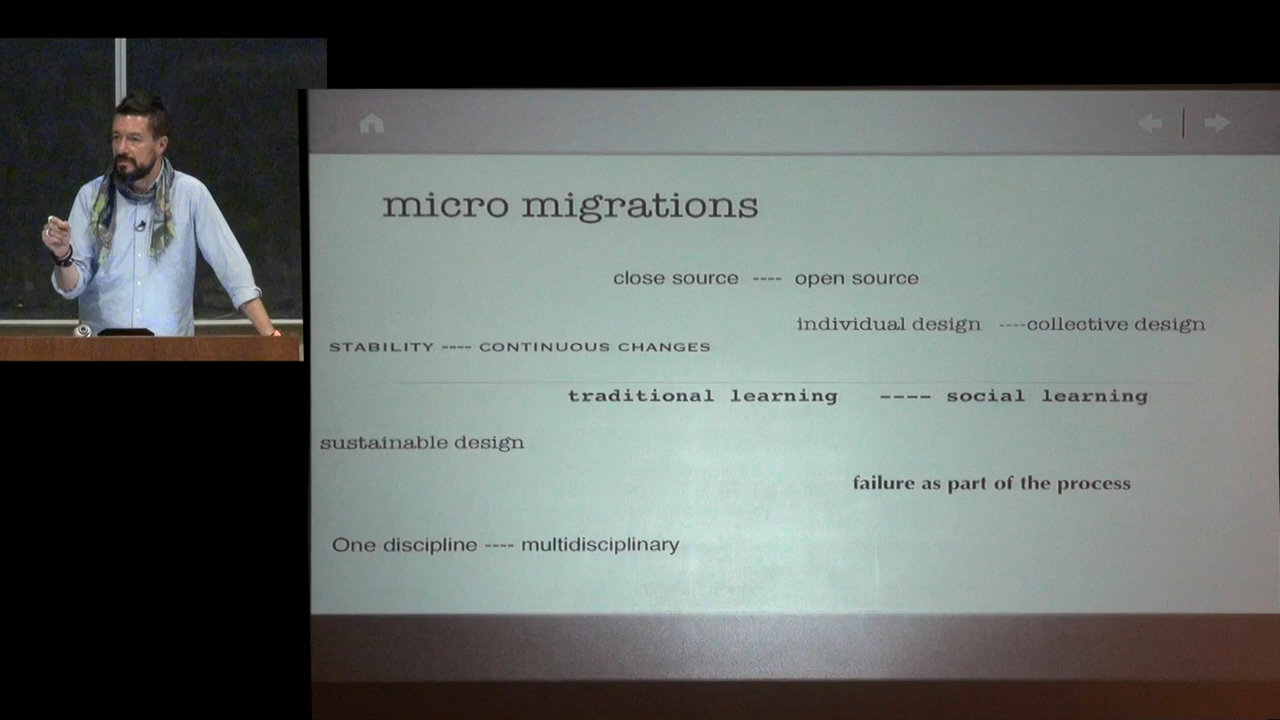 micro migrations
close source ---- open source
individual design ----collective design
STABILITY ---- CONTINUOUS CHANGES
traditional learning ---- social learning
sustainable design
failure as part of the process
One discipline ---- multidisciplinary